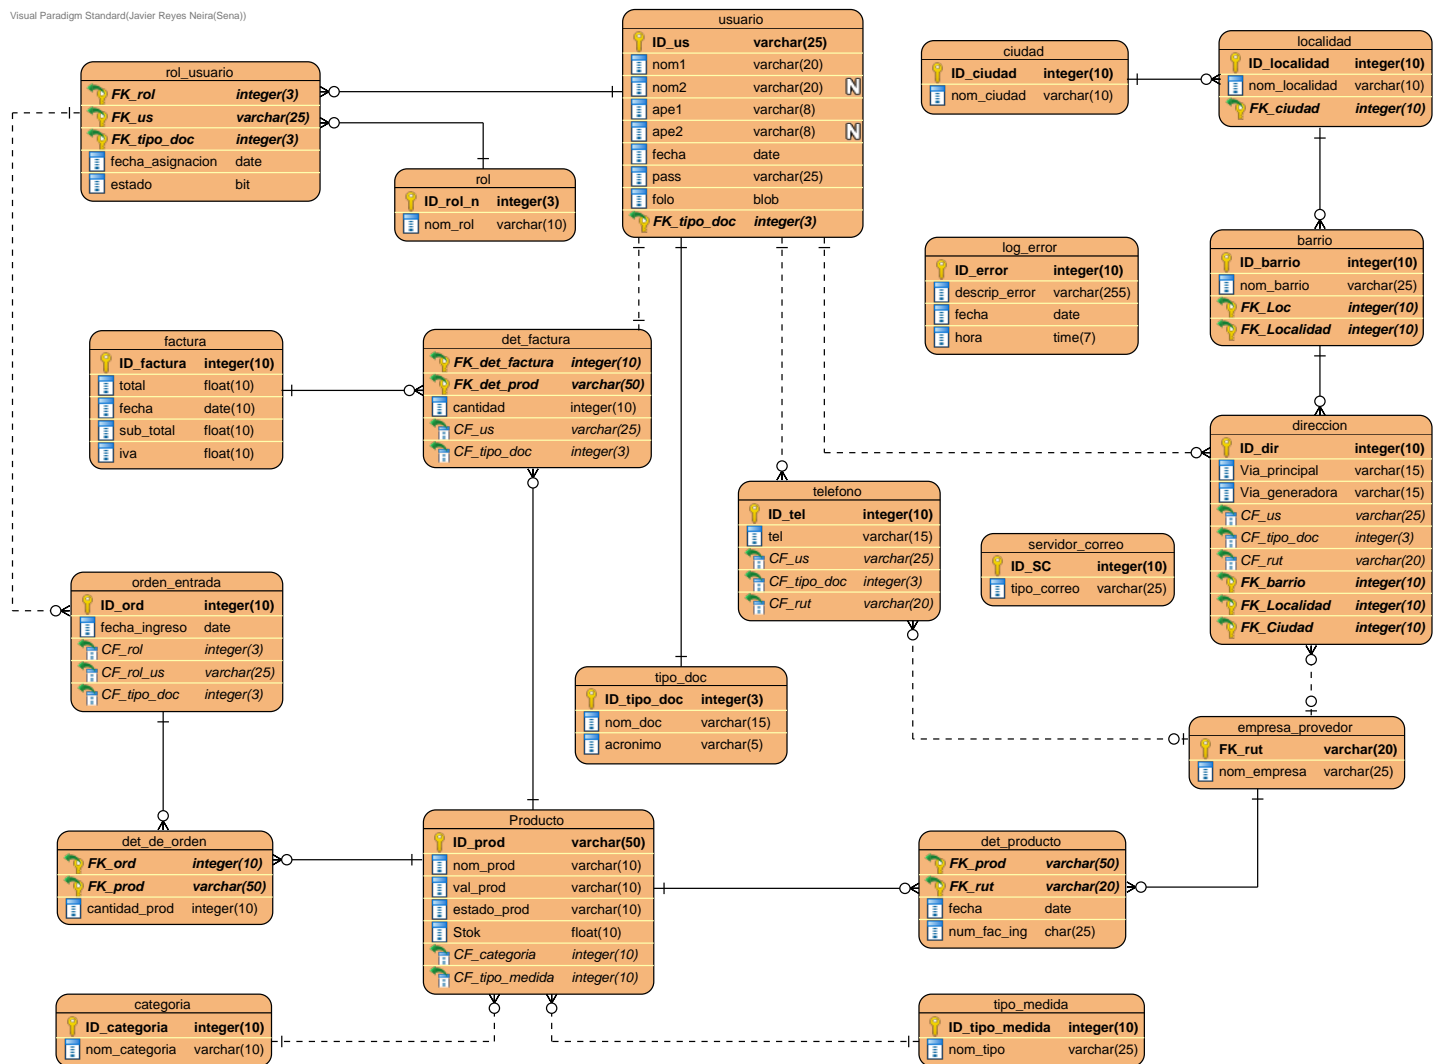 Visual Paradigm Standard(Javier Reyes Neira(Sena))
usuario
ID_us varchar(25)
nom1 varchar(20)
nom2 varchar(20) N
ape1 varchar(8)
ape2 varchar(8) N
fecha date
pass varchar(25)
folo blob
FK_tipo_doc integer(3)
ciudad
ID_ciudad integer(10)
nom_ciudad varchar(10)
localidad
ID_localidad integer(10)
nom_localidad varchar(10)
FK_ciudad integer(10)
rol_usuario
FK_rol integer(3)
FK_us varchar(25)
FK_tipo_doc integer(3)
fecha_asignacion date
estado bit
rol
ID_rol_n integer(3)
nom_rol varchar(10)
log_error
ID_error integer(10)
descrip_error varchar(255)
fecha date
hora time(7)
barrio
ID_barrio integer(10)
nom_barrio varchar(25)
FK_Loc integer(10)
FK_Localidad integer(10)
factura
ID_factura integer(10)
total float(10)
fecha date(10)
sub_total float(10)
iva float(10)
det_factura
FK_det_factura integer(10)
FK_det_prod varchar(50)
cantidad integer(10)
CF_us varchar(25)
CF_tipo_doc integer(3)
direccion
ID_dir integer(10)
Via_principal varchar(15)
Via_generadora varchar(15)
CF_us varchar(25)
CF_tipo_doc integer(3)
CF_rut varchar(20)
FK_barrio integer(10)
FK_Localidad integer(10)
FK_Ciudad integer(10)
telefono
ID_tel integer(10)
tel varchar(15)
CF_us varchar(25)
CF_tipo_doc integer(3)
CF_rut varchar(20)
servidor_correo
ID_SC integer(10)
tipo_correo varchar(25)
orden_entrada
ID_ord integer(10)
fecha_ingreso date
CF_rol integer(3)
CF_rol_us varchar(25)
CF_tipo_doc integer(3)
tipo_doc
ID_tipo_doc integer(3)
nom_doc varchar(15)
acronimo varchar(5)
empresa_provedor
FK_rut varchar(20)
nom_empresa varchar(25)
det_de_orden
FK_ord integer(10)
FK_prod varchar(50)
cantidad_prod integer(10)
Producto
ID_prod varchar(50)
nom_prod varchar(10)
val_prod varchar(10)
estado_prod varchar(10)
Stok float(10)
CF_categoria integer(10)
CF_tipo_medida integer(10)
det_producto
FK_prod varchar(50)
FK_rut varchar(20)
fecha date
num_fac_ing char(25)
categoria
ID_categoria integer(10)
nom_categoria varchar(10)
tipo_medida
ID_tipo_medida integer(10)
nom_tipo varchar(25)